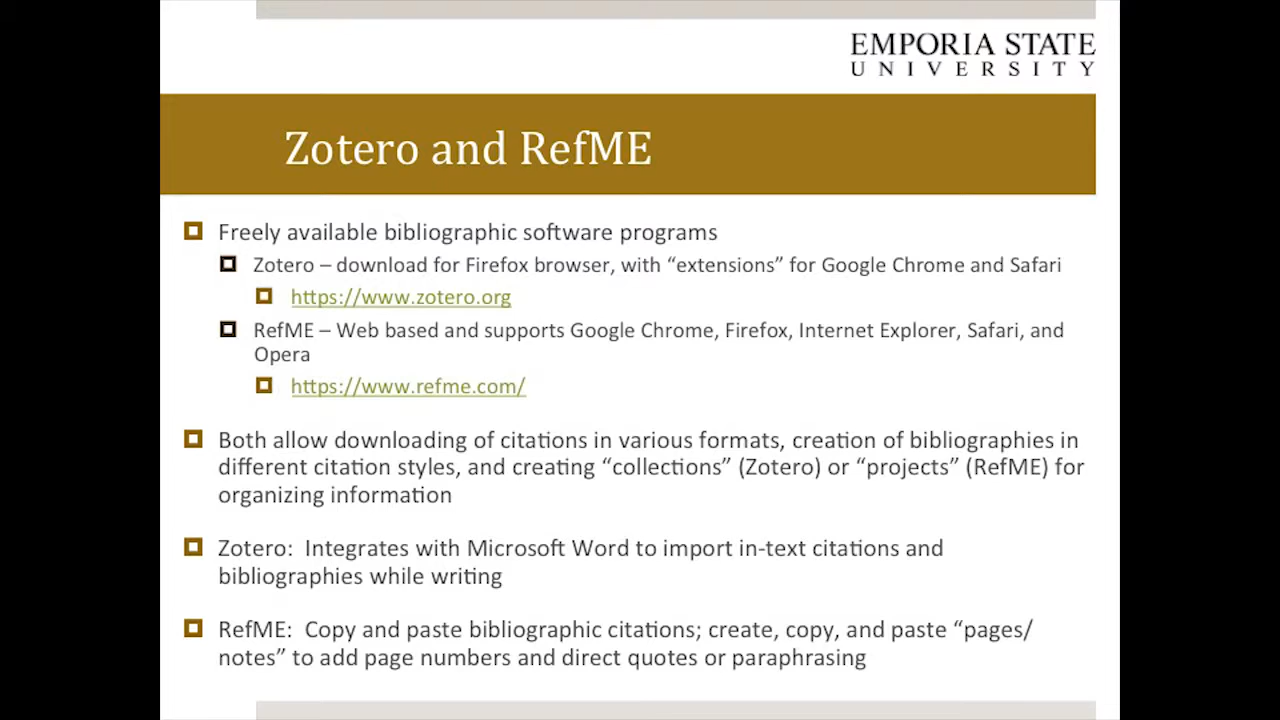 EMPORIA STATE
UNIVERSITY
Zotero and RefME
Freely available bibliographic software programs
Zotero – download for Firefox browser, with “extensions” for Google Chrome and Safari
https://www.zotero.org
RefME – Web based and supports Google Chrome, Firefox, Internet Explorer, Safari, and
Opera
https://www.refme.com/
Both allow downloading of citations in various formats, creation of bibliographies in
different citation styles, and creating “collections” (Zotero) or “projects” (RefME) for
organizing information
Zotero:  Integrates with Microsoft Word to import in-text citations and
bibliographies while writing
RefME:  Copy and paste bibliographic citations; create, copy, and paste “pages/
notes” to add page numbers and direct quotes or paraphrasing